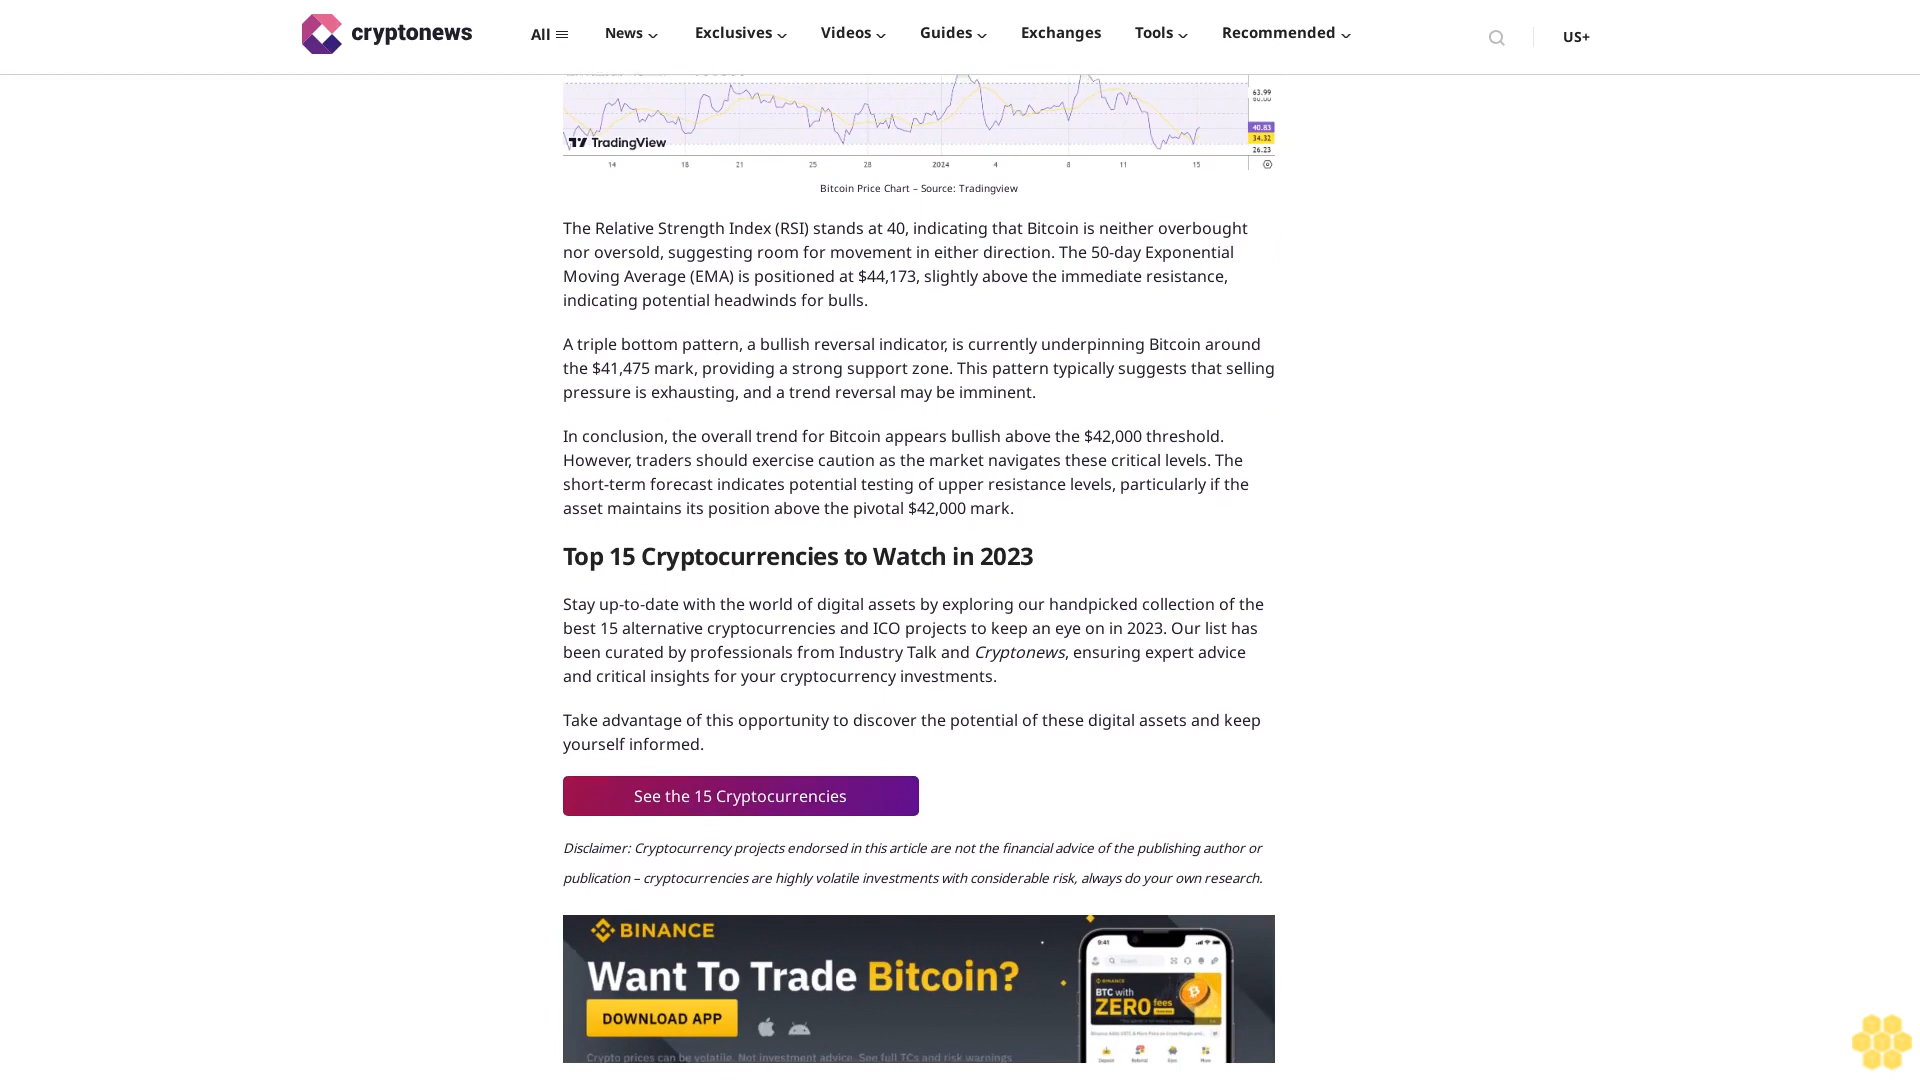 cryptonews
All
News
Exclusives
Videos
Guides
Exchanges
Tools
Recommended
US+
63.99
60.00
40.83
34.32
26.23
TradingView
14 18 21 25 28 2024 4 8 11 15
Bitcoin Price Chart – Source: Tradingview
The Relative Strength Index (RSI) stands at 40, indicating that Bitcoin is neither overbought
nor oversold, suggesting room for movement in either direction. The 50-day Exponential
Moving Average (EMA) is positioned at $44,173, slightly above the immediate resistance,
indicating potential headwinds for bulls.
A triple bottom pattern, a bullish reversal indicator, is currently underpinning Bitcoin around
the $41,475 mark, providing a strong support zone. This pattern typically suggests that selling
pressure is exhausting, and a trend reversal may be imminent.
In conclusion, the overall trend for Bitcoin appears bullish above the $42,000 threshold.
However, traders should exercise caution as the market navigates these critical levels. The
short-term forecast indicates potential testing of upper resistance levels, particularly if the
asset maintains its position above the pivotal $42,000 mark.
Top 15 Cryptocurrencies to Watch in 2023
Stay up-to-date with the world of digital assets by exploring our handpicked collection of the
best 15 alternative cryptocurrencies and ICO projects to keep an eye on in 2023. Our list has
been curated by professionals from Industry Talk and Cryptonews, ensuring expert advice
and critical insights for your cryptocurrency investments.
Take advantage of this opportunity to discover the potential of these digital assets and keep
yourself informed.
See the 15 Cryptocurrencies
Disclaimer: Cryptocurrency projects endorsed in this article are not the financial advice of the publishing author or
publication – cryptocurrencies are highly volatile investments with considerable risk, always do your own research.
BINANCE
Want To Trade Bitcoin?
DOWNLOAD APP
Crypto prices can be volatile. Not investment advice. See full TCs and risk warnings
9:41
Search
BINANCE
BTC with
ZERO fees
Deposit Referral Earn More